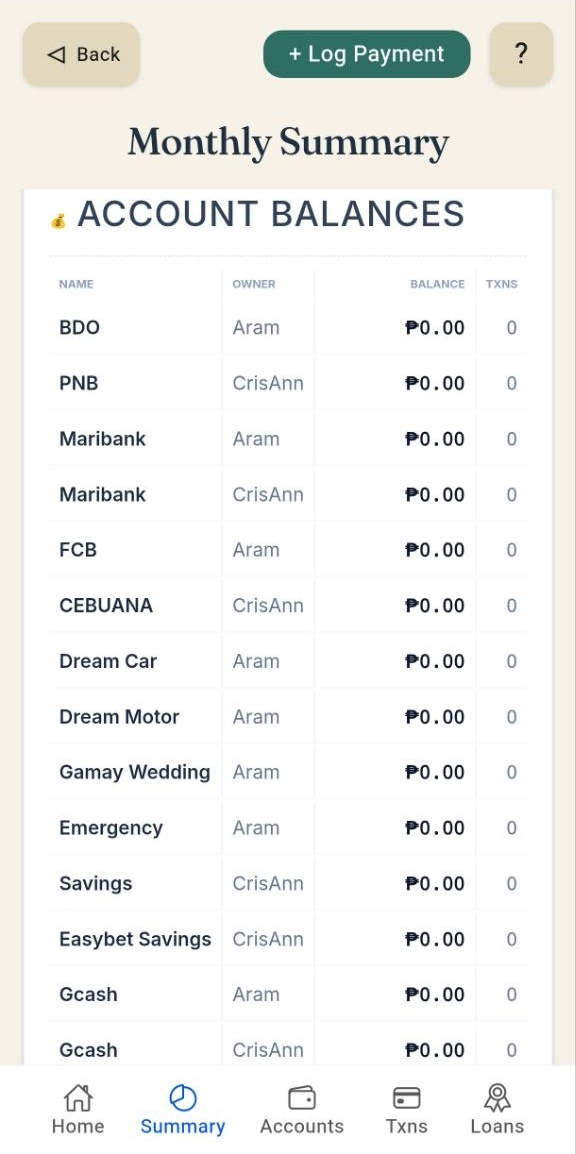 Back
+ Log Payment
?
Monthly Summary
ACCOUNT BALANCES
NAME OWNER BALANCE TXNS
BDO Aram ₱0.00 0
PNB CrisAnn ₱0.00 0
Maribank Aram ₱0.00 0
Maribank CrisAnn ₱0.00 0
FCB Aram ₱0.00 0
CEBUANA CrisAnn ₱0.00 0
Dream Car Aram ₱0.00 0
Dream Motor Aram ₱0.00 0
Gamay Wedding Aram ₱0.00 0
Emergency Aram ₱0.00 0
Savings CrisAnn ₱0.00 0
Easybet Savings CrisAnn ₱0.00 0
Gcash Aram ₱0.00 0
Gcash CrisAnn ₱0.00 0
Home Summary Accounts Txns Loans